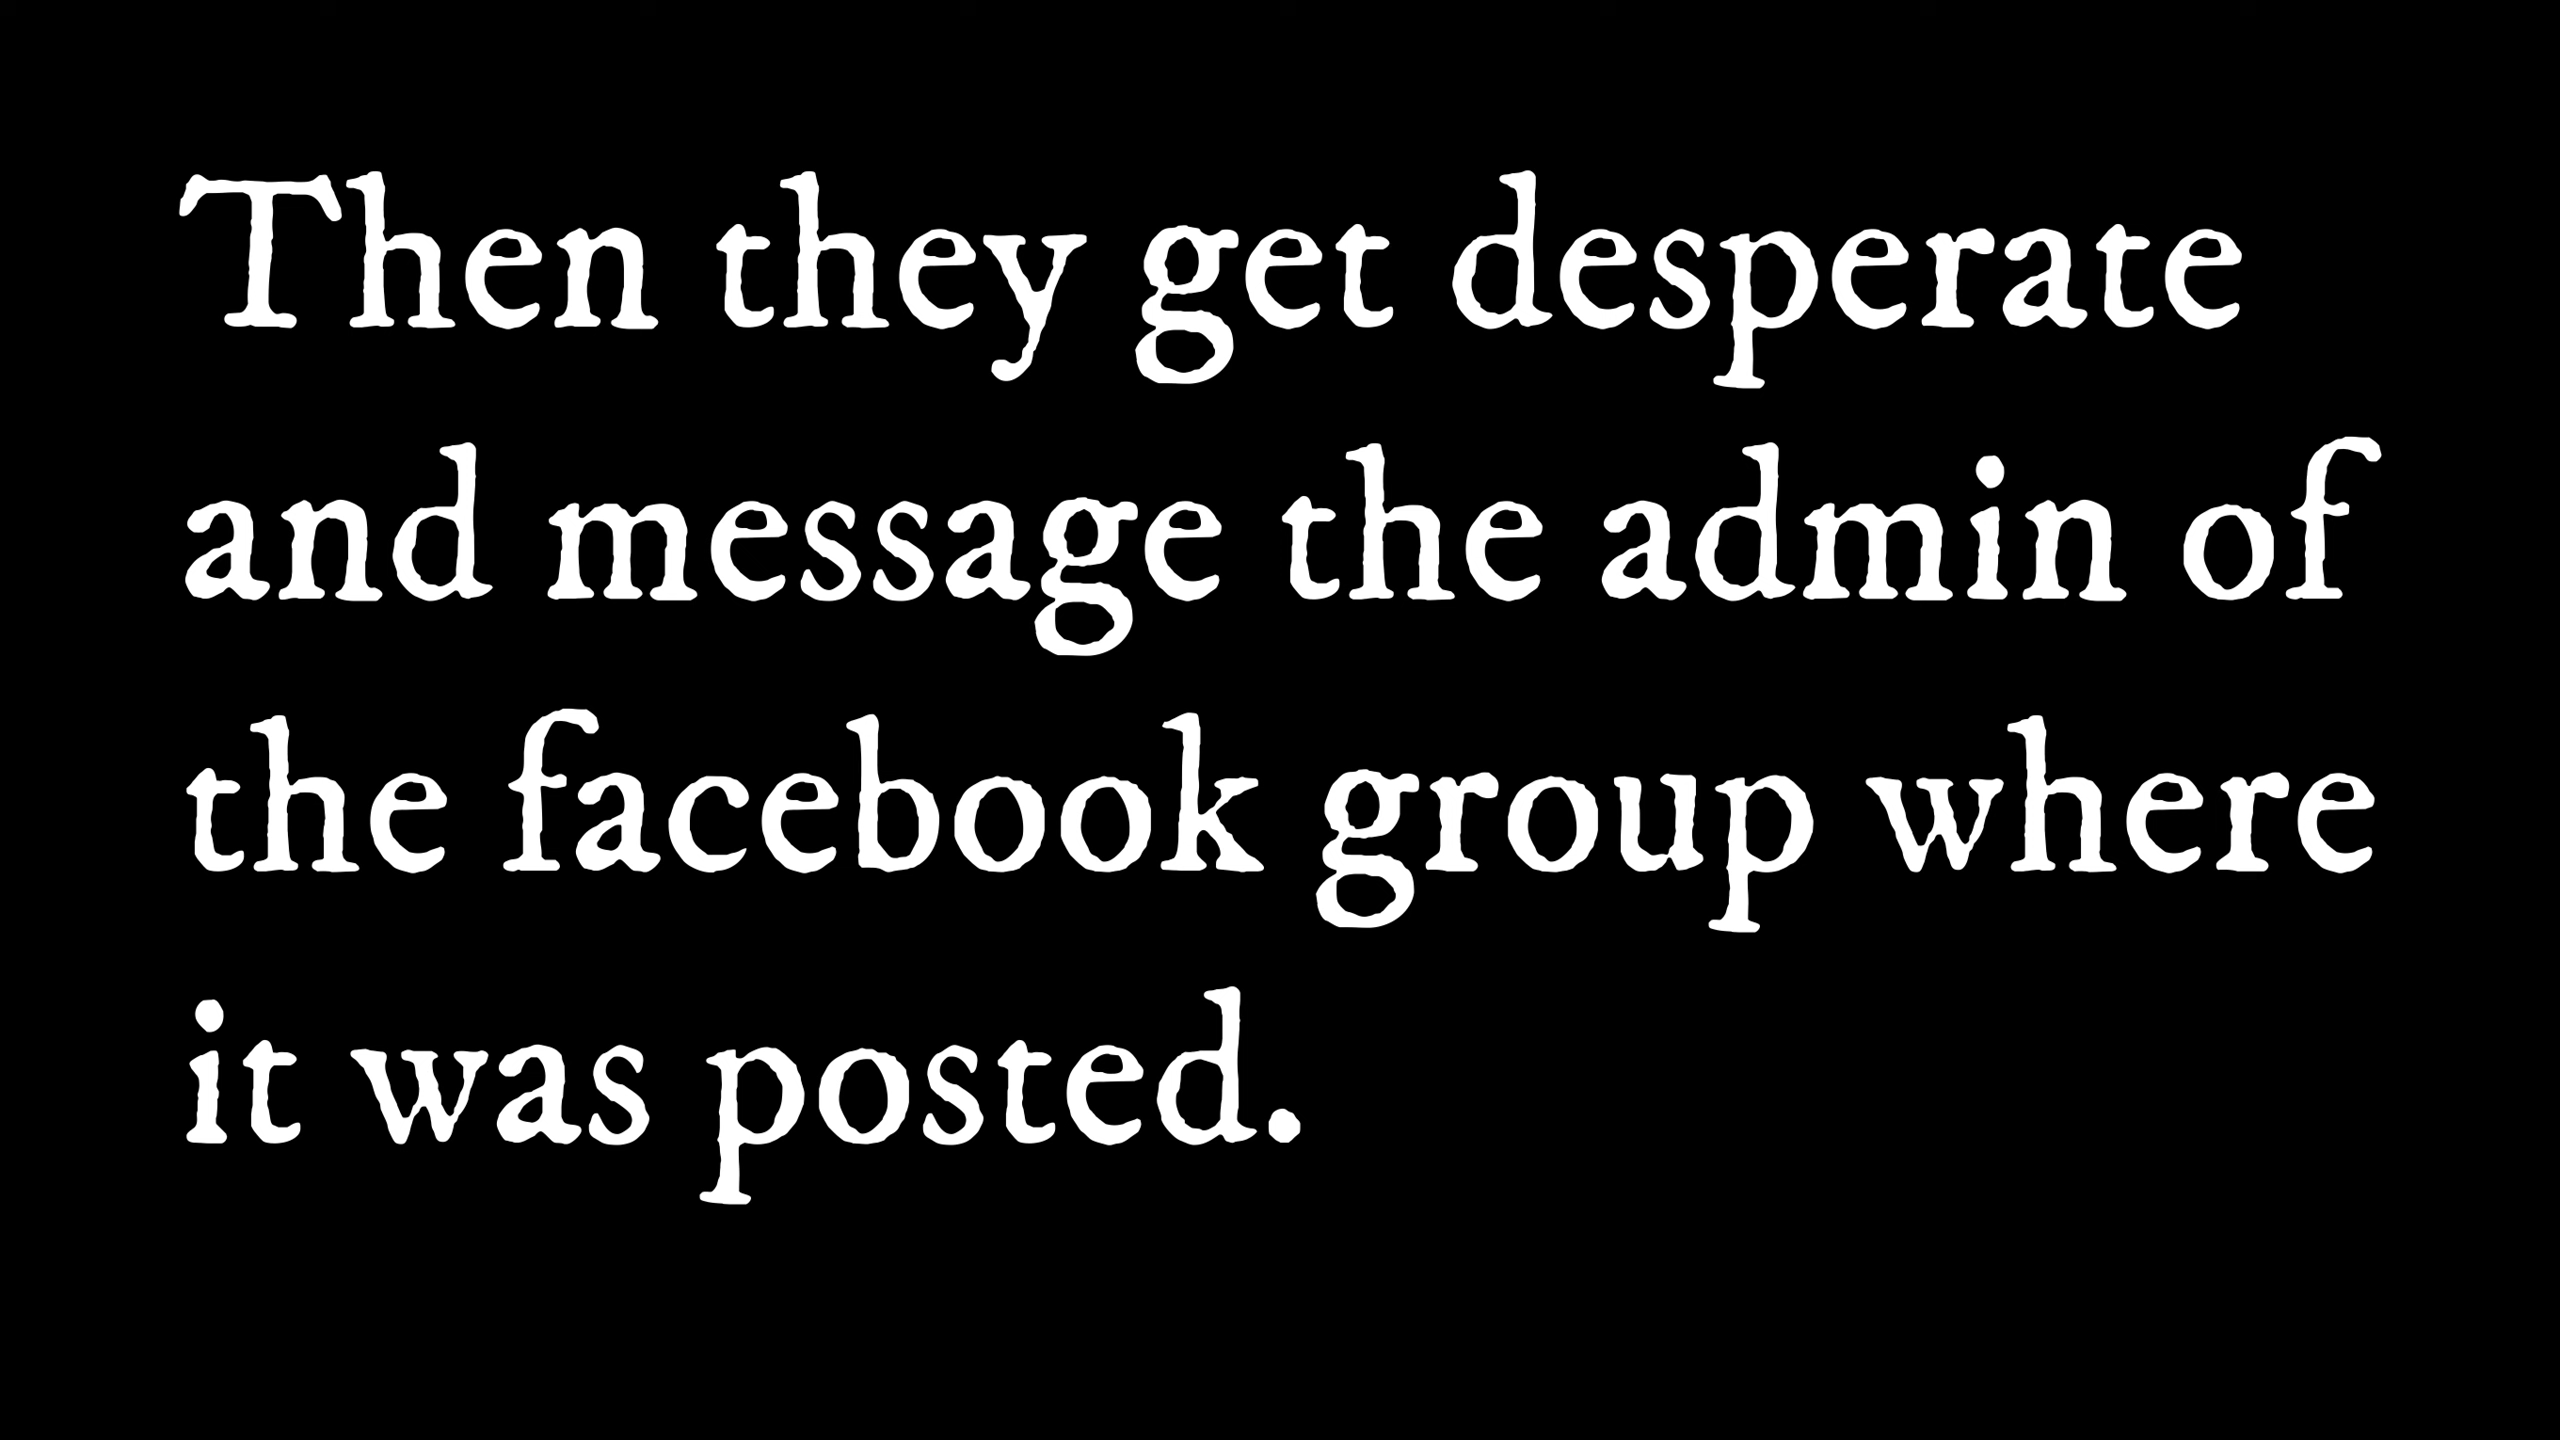 Then they get desperate
and message the admin of
the facebook group where
it was posted.